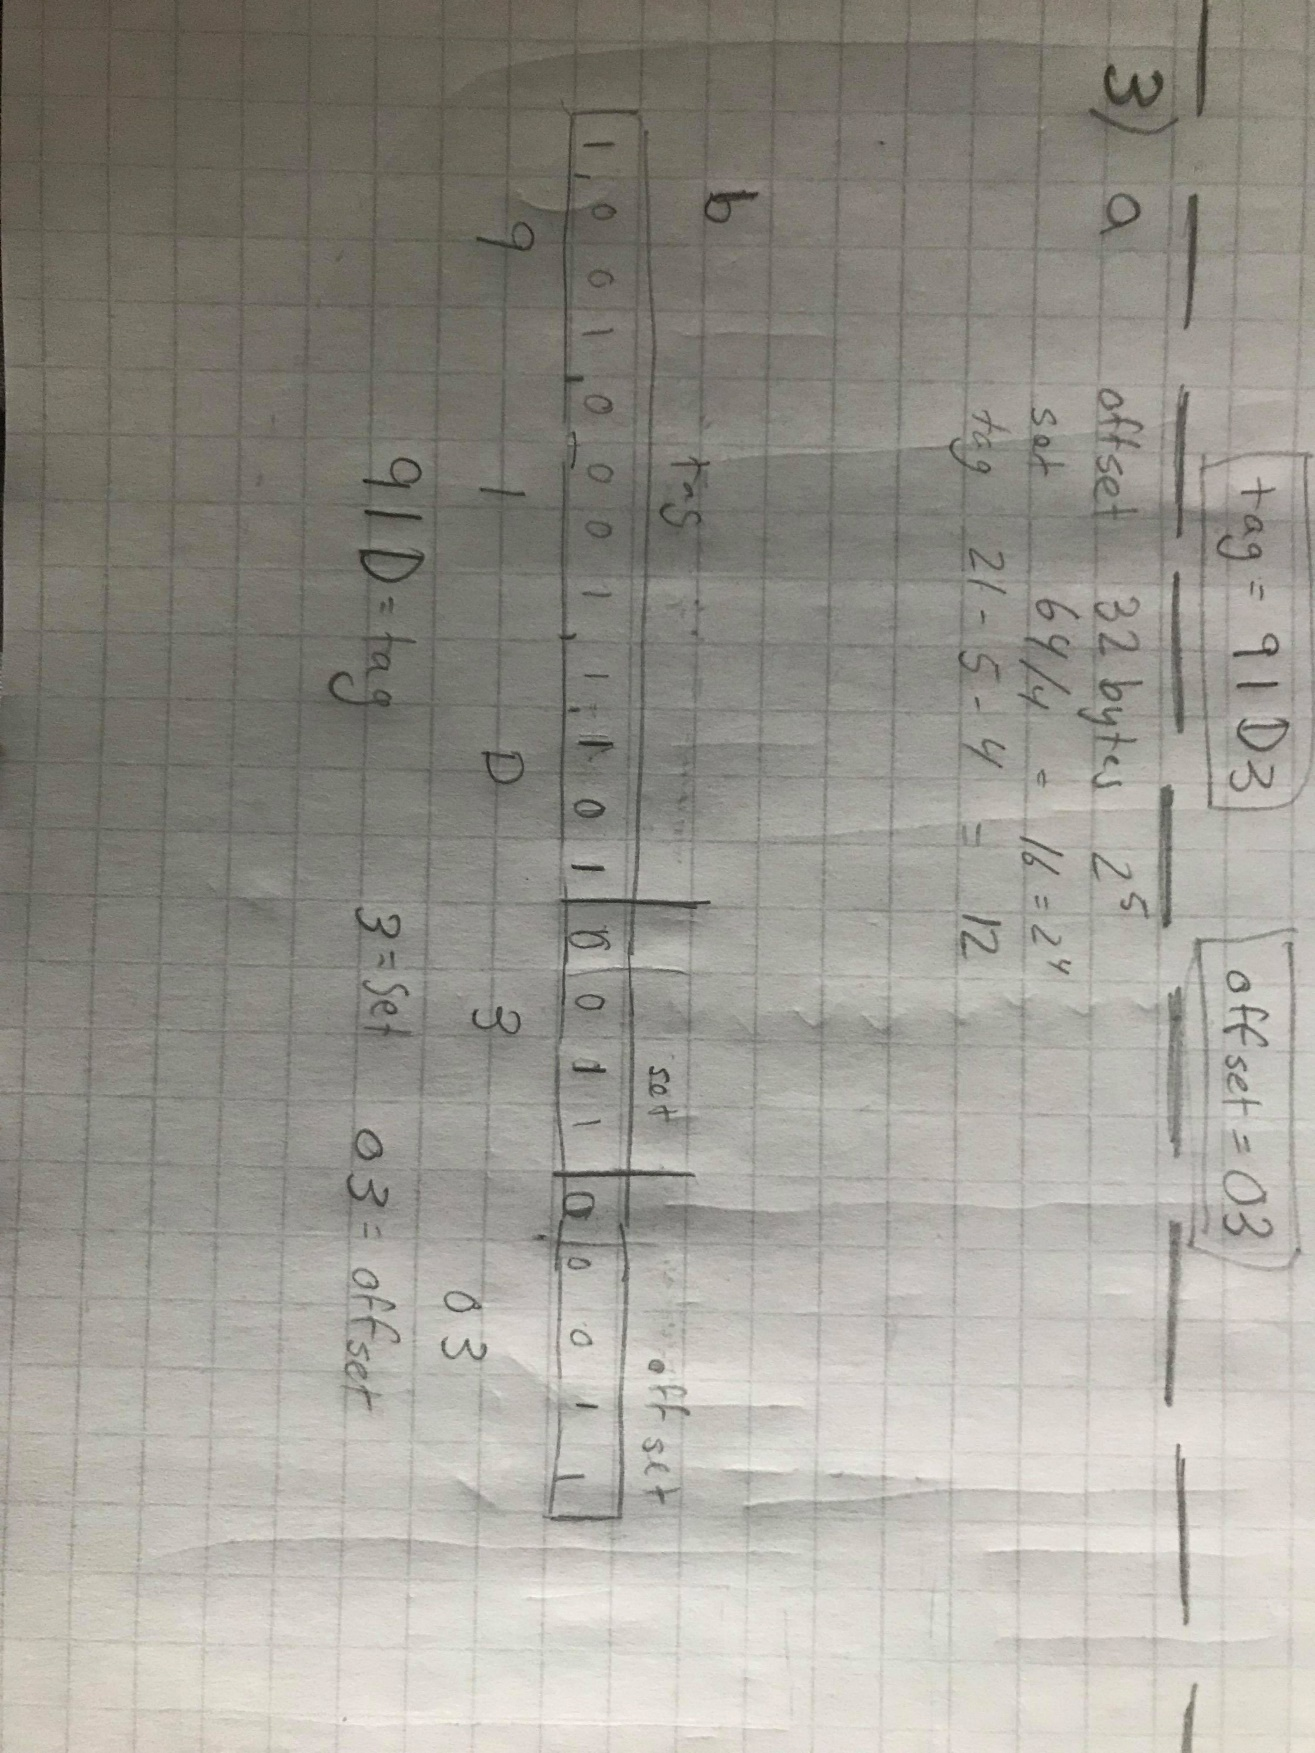 tag = 91D3 offset = 03
3) a offset 32 bytes 2^5
set 64/4 = 16 = 2^4
tag 21 - 5 - 4 = 12
b
tag set offset
1 0 0 1 0 0 0 1 1 1 0 1 0 0 1 1 0 0 0 1 1
9 1 D 3 03
91D = tag 3 = set 03 = offset